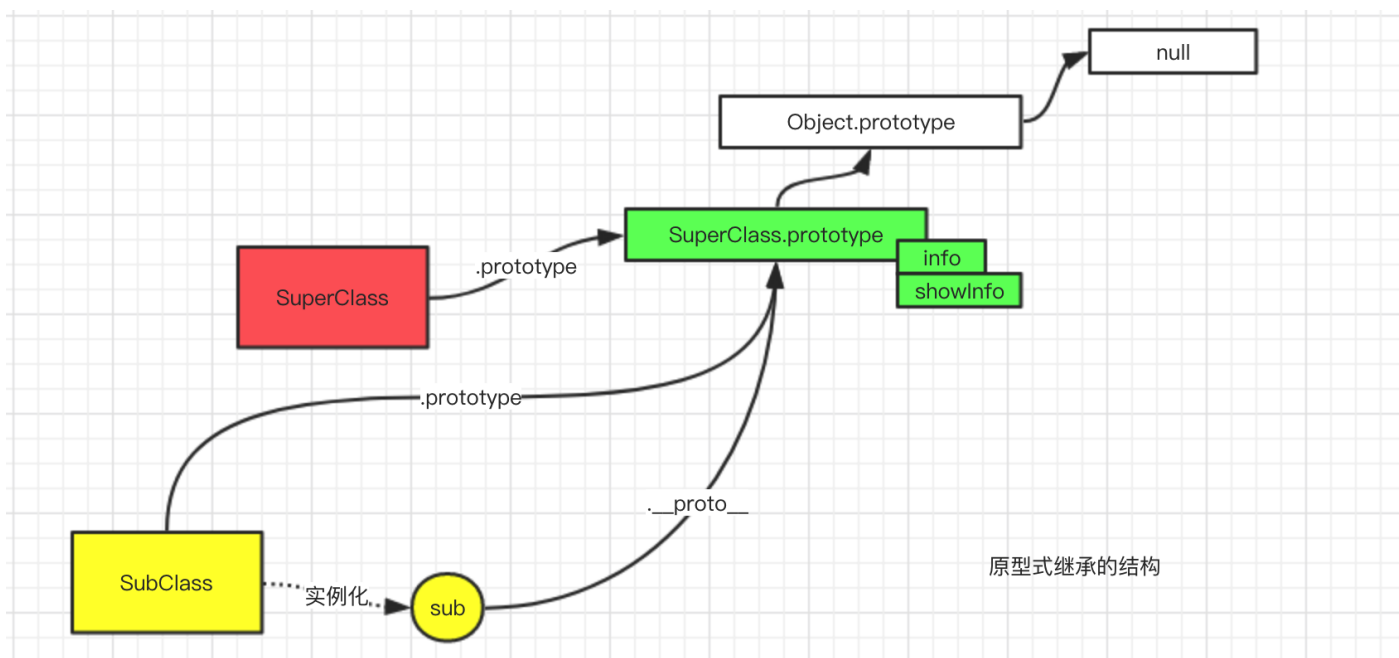 null
Object.prototype
SuperClass.prototype
info
showInfo
SuperClass
.prototype
.prototype
.__proto__
SubClass
实例化
sub
原型式继承的结构